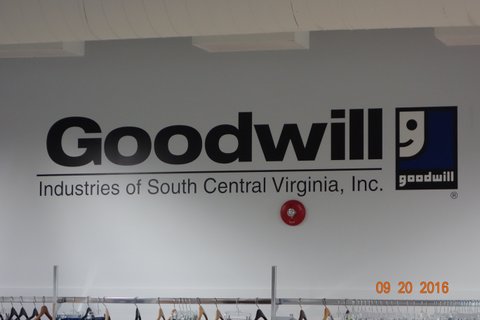 Goodwill
Industries of South Central Virginia, Inc.
goodwill
®
09 20 2016